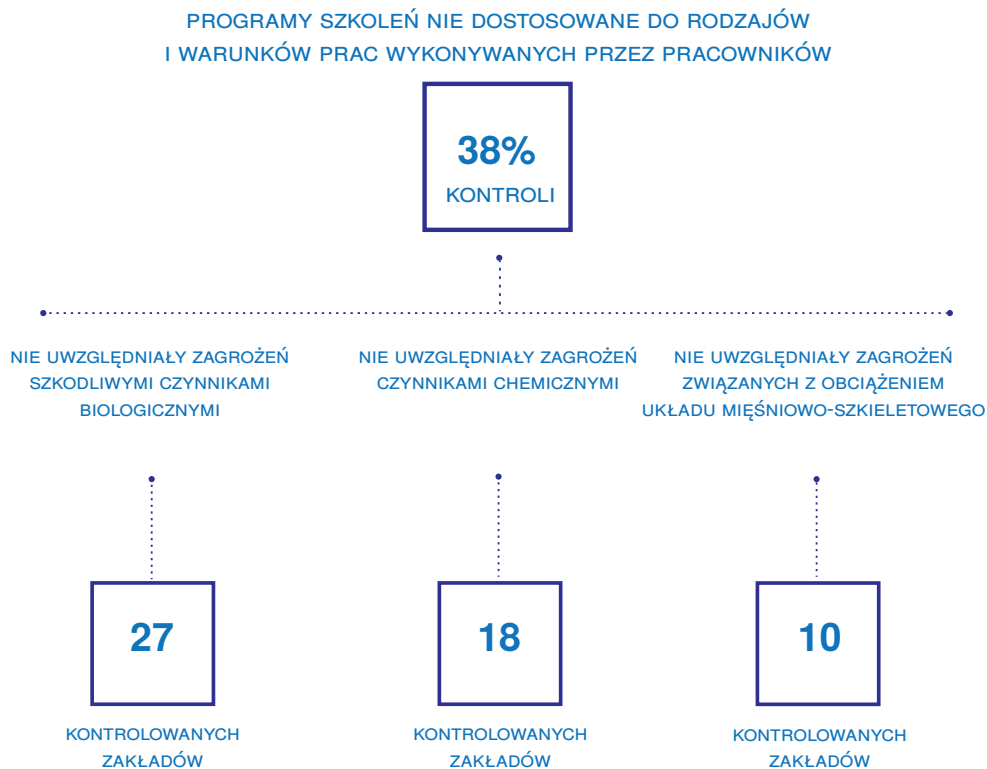 PROGRAMY SZKOLEŃ NIE DOSTOSOWANE DO RODZAJÓW
I WARUNKÓW PRAC WYKONYWANYCH PRZEZ PRACOWNIKÓW
38%
KONTROLI
NIE UWZGLĘDNIAŁY ZAGROŻEŃ
SZKODLIWYMI CZYNNIKAMI
BIOLOGICZNYMI
NIE UWZGLĘDNIAŁY ZAGROŻEŃ
CZYNNIKAMI CHEMICZNYMI
NIE UWZGLĘDNIAŁY ZAGROŻEŃ
ZWIĄZANYCH Z OBCIĄŻENIEM
UKŁADU MIĘŚNIOWO-SZKIELETOWEGO
27
KONTROLOWANYCH
ZAKŁADÓW
18
KONTROLOWANYCH
ZAKŁADÓW
10
KONTROLOWANYCH
ZAKŁADÓW